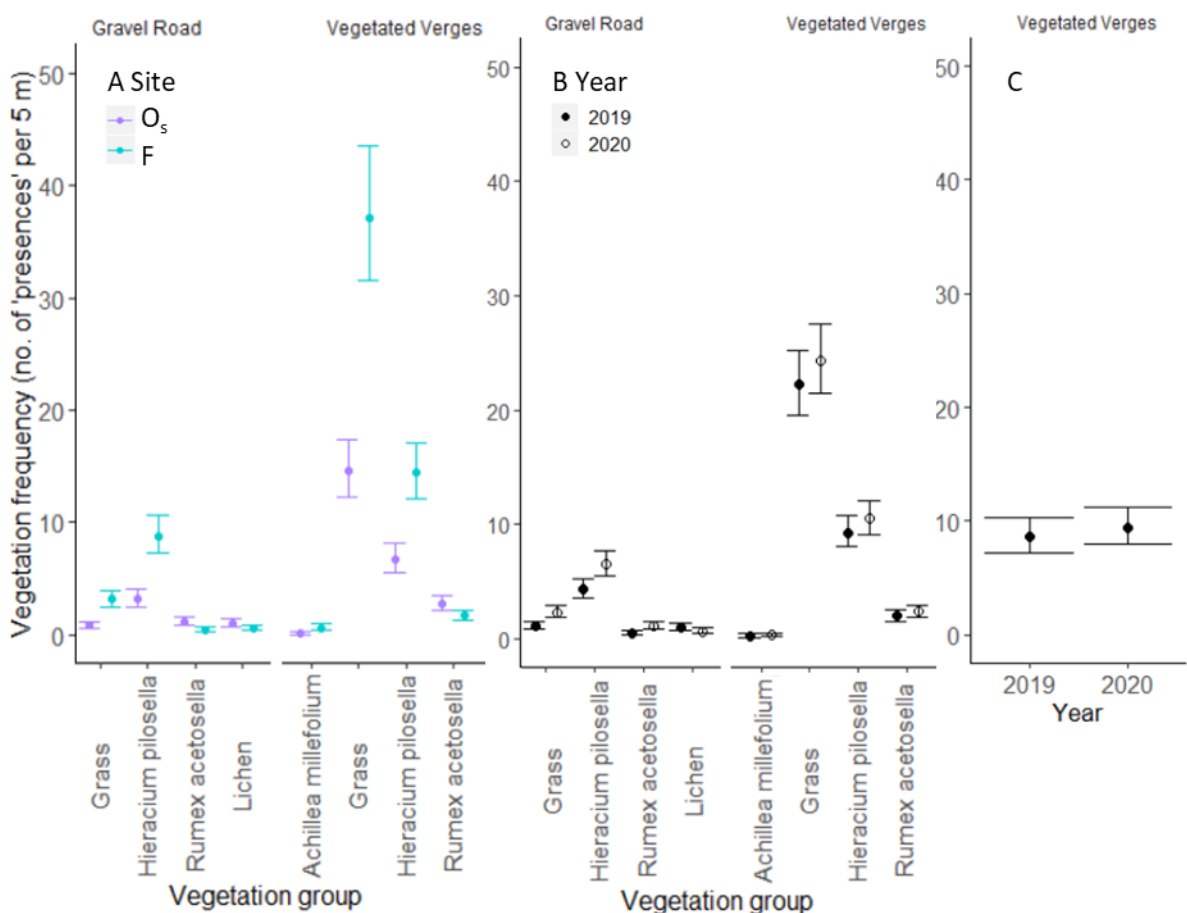 Gravel Road
Vegetated Verges
Gravel Road
Vegetated Verges
Vegetated Verges
Vegetation frequency (no. of 'presences' per 5 m)
50
40
30
20
10
0
A Site
Os
F
Grass
Hieracium pilosella
Rumex acetosella
Lichen
Achillea millefolium
Grass
Hieracium pilosella
Rumex acetosella
Vegetation group
50
40
30
20
10
0
B Year
2019
2020
Grass
Hieracium pilosella
Rumex acetosella
Lichen
Achillea millefolium
Grass
Hieracium pilosella
Rumex acetosella
Vegetation group
50
40
30
20
10
0
C
2019
2020
Year